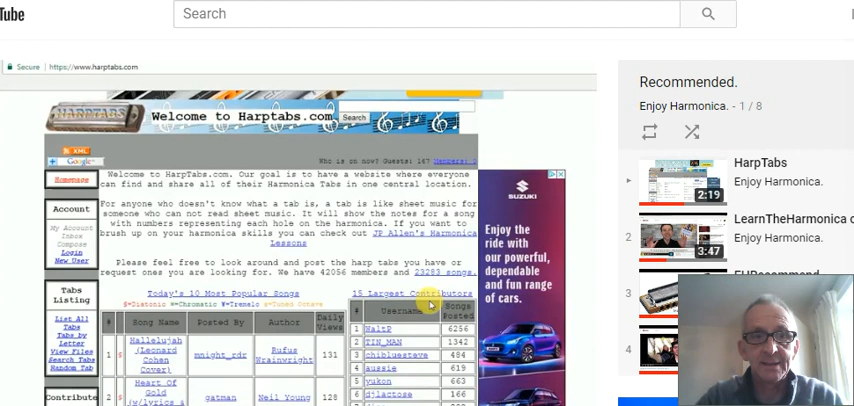 Tube
Search
Secure https://www.harptabs.com
HARPTABS
Welcome to Harptabs.com
Search
XML
Google
Who is on now? Guests: 167 Members:
Homepage
Welcome to HarpTabs.com. Our goal is to have a website where everyone
can find and share all of their Harmonica Tabs in one central location.
Account
My Account
Inbox
Compose
Login
New User
For anyone who doesn't know what a tab is, a tab is like sheet music for
someone who can not read sheet music. It will show the notes for a song
with numbers representing each hole on the harmonica. If you want to
brush up on your harmonica skills you can check out JP Allen's Harmonica
Lessons
Please feel free to look around and post the harp tabs you have or
request ones you are looking for. We have 42056 members and 23283 songs.
Tabs
Listing
List All
Tabs
Tabs by
Letter
View Files
Search Tabs
Random Tab
Contribute
Today's 10 Most Popular Songs
$=Diatonic
# Song Name Posted By Author Daily Views
1 $ Hallelujah (Leonard Cohen Cover) mnight_rdr Rufus Wrainwright 131
2 $ Heart Of Gold (w/lyrics & gatman Neil Young 128
15 Largest Contributors
# Username Songs Posted
1 HaltP 6256
2 TIN_MAN 1342
3 chibluesteve 484
4 aussie 619
5 yukon 663
6 djlactose 166
SUZUKI
Enjoy the
ride with
our powerful,
dependable
and fun range
of cars.
Recommended.
Enjoy Harmonica. - 1 / 8
HarpTabs
Enjoy Harmonica.
2:19
2
LearnTheHarmonica
Enjoy Harmonica.
3:47
3
4